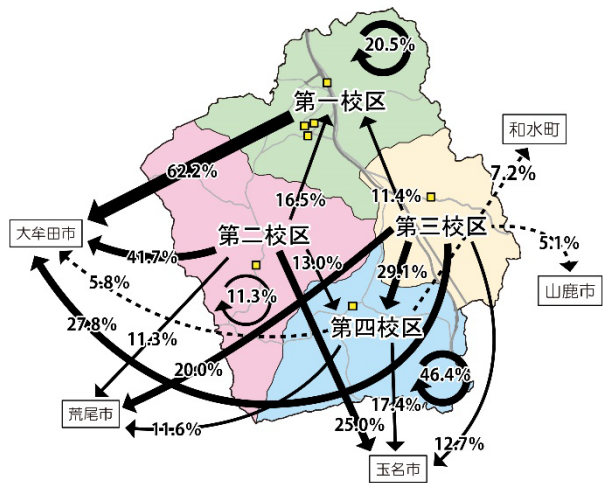 20.5%
第一校区
和水町
7.2%
62.2%
16.5%
11.4%
大牟田市
第二校区
第三校区
41.7%
13.0%
5.1%
29.1%
5.8%
11.3%
山鹿市
27.8%
第四校区
11.3%
20.0%
46.4%
荒尾市
17.4%
11.6%
25.0%
12.7%
玉名市